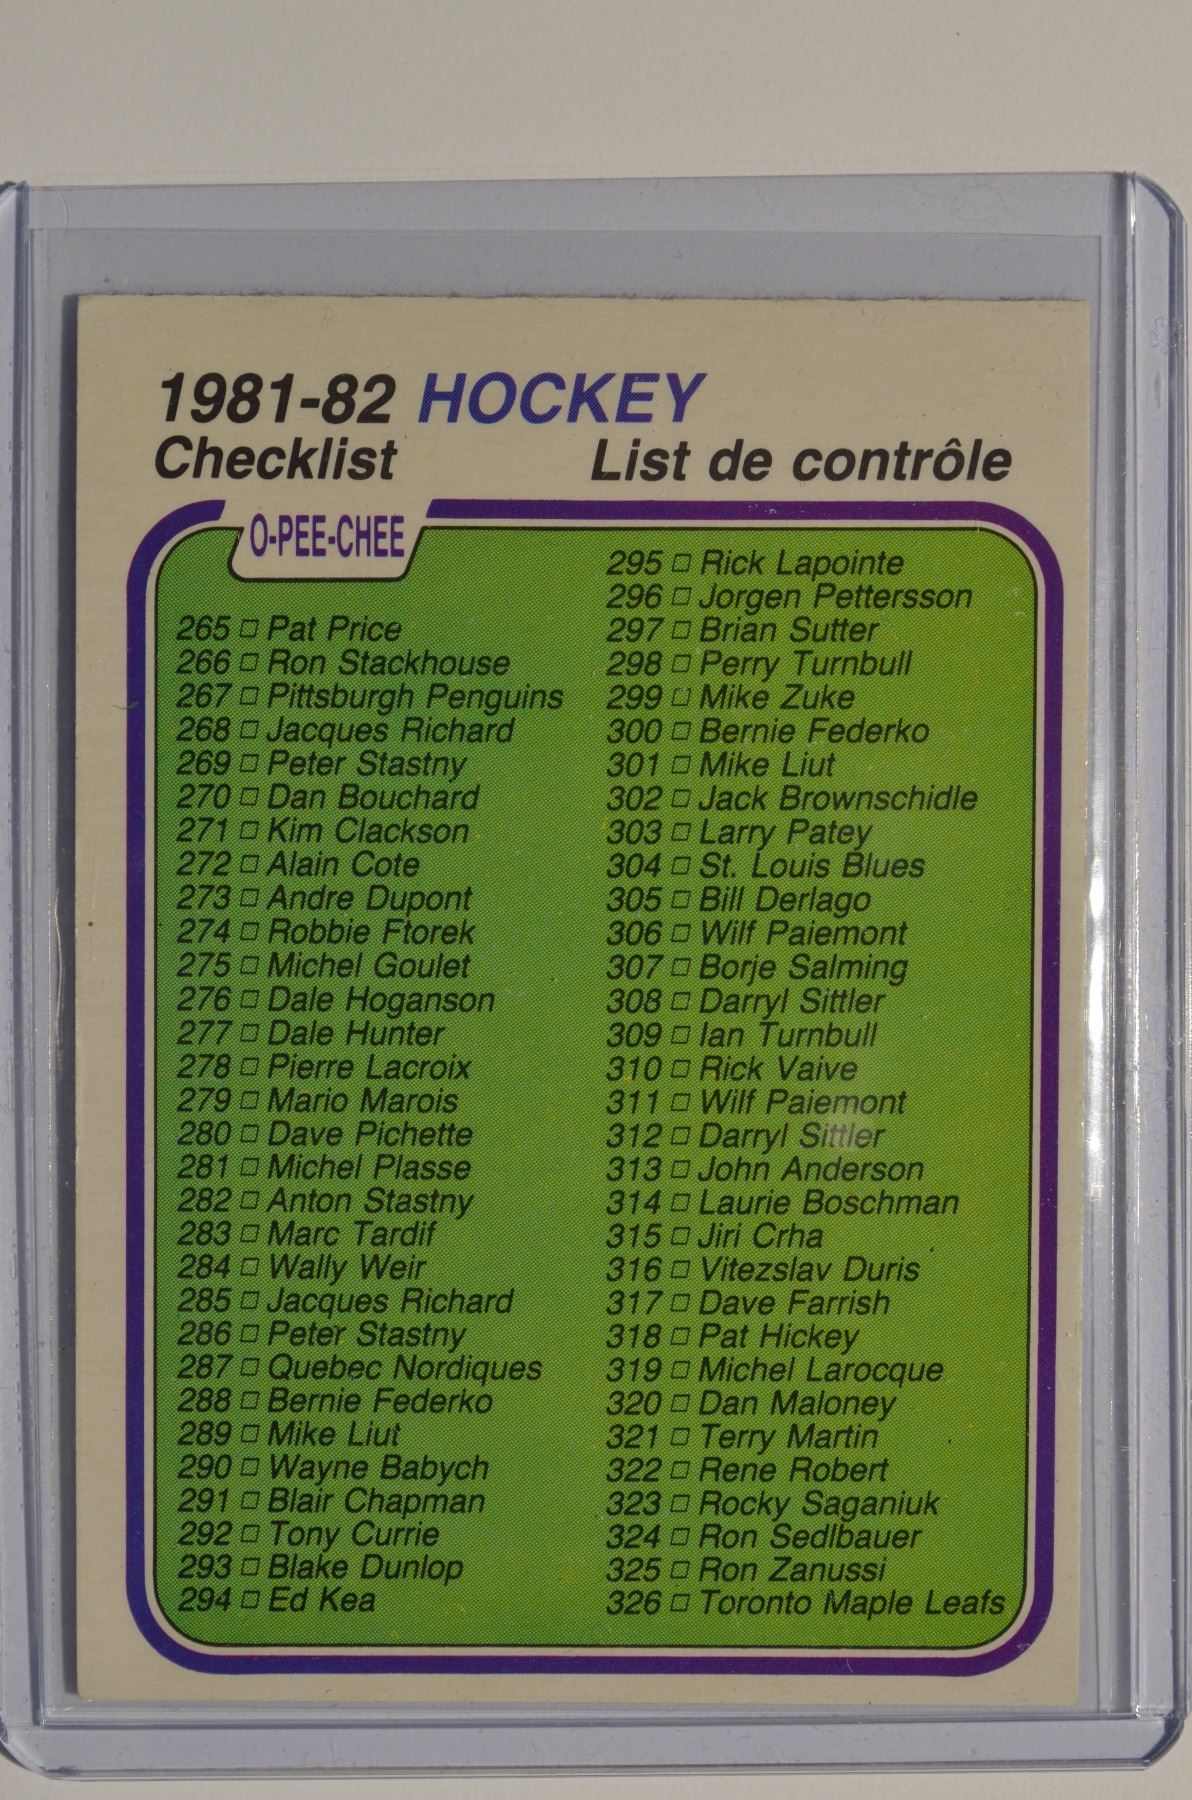 1981-82 HOCKEY
Checklist List de contrôle
O-PEE-CHEE
265 □ Pat Price
266 □ Ron Stackhouse
267 □ Pittsburgh Penguins
268 □ Jacques Richard
269 □ Peter Stastny
270 □ Dan Bouchard
271 □ Kim Clackson
272 □ Alain Cote
273 □ Andre Dupont
274 □ Robbie Ftorek
275 □ Michel Goulet
276 □ Dale Hoganson
277 □ Dale Hunter
278 □ Pierre Lacroix
279 □ Mario Marois
280 □ Dave Pichette
281 □ Michel Plasse
282 □ Anton Stastny
283 □ Marc Tardif
284 □ Wally Weir
285 □ Jacques Richard
286 □ Peter Stastny
287 □ Quebec Nordiques
288 □ Bernie Federko
289 □ Mike Liut
290 □ Wayne Babych
291 □ Blair Chapman
292 □ Tony Currie
293 □ Blake Dunlop
294 □ Ed Kea
295 □ Rick Lapointe
296 □ Jorgen Pettersson
297 □ Brian Sutter
298 □ Perry Turnbull
299 □ Mike Zuke
300 □ Bernie Federko
301 □ Mike Liut
302 □ Jack Brownschidle
303 □ Larry Patey
304 □ St. Louis Blues
305 □ Bill Derlago
306 □ Wilf Paiemont
307 □ Borje Salming
308 □ Darryl Sittler
309 □ Ian Turnbull
310 □ Rick Vaive
311 □ Wilf Paiemont
312 □ Darryl Sittler
313 □ John Anderson
314 □ Laurie Boschman
315 □ Jiri Crha
316 □ Vitezslav Duris
317 □ Dave Farrish
318 □ Pat Hickey
319 □ Michel Larocque
320 □ Dan Maloney
321 □ Terry Martin
322 □ Rene Robert
323 □ Rocky Saganiuk
324 □ Ron Sedlbauer
325 □ Ron Zanussi
326 □ Toronto Maple Leafs